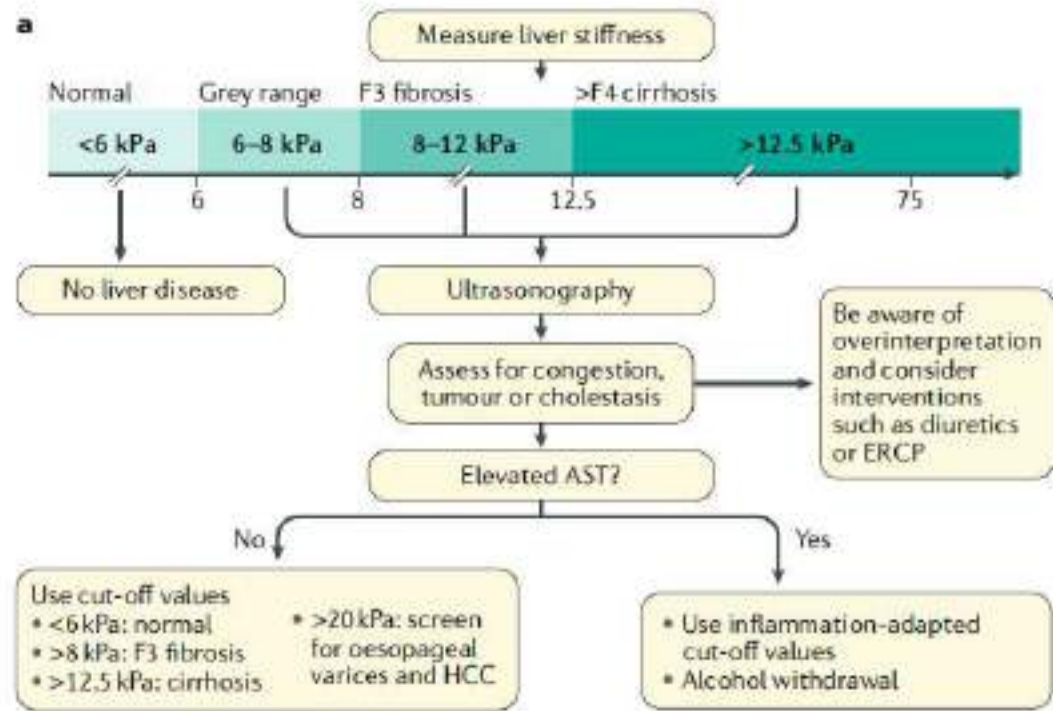 a
Measure liver stiffness
Normal
Grey range
F3 fibrosis
>F4 cirrhosis
<6 kPa
6–8 kPa
8–12 kPa
>12.5 kPa
6
8
12.5
75
No liver disease
Ultrasonography
Assess for congestion,
tumour or cholestasis
Be aware of
overinterpretation
and consider
interventions
such as diuretics
or ERCP
Elevated AST?
No
Yes
Use cut-off values
• <6 kPa: normal
• >8 kPa: F3 fibrosis
• >12.5 kPa: cirrhosis
• >20 kPa: screen
for oesopageal
varices and HCC
• Use inflammation-adapted
cut-off values
• Alcohol withdrawal